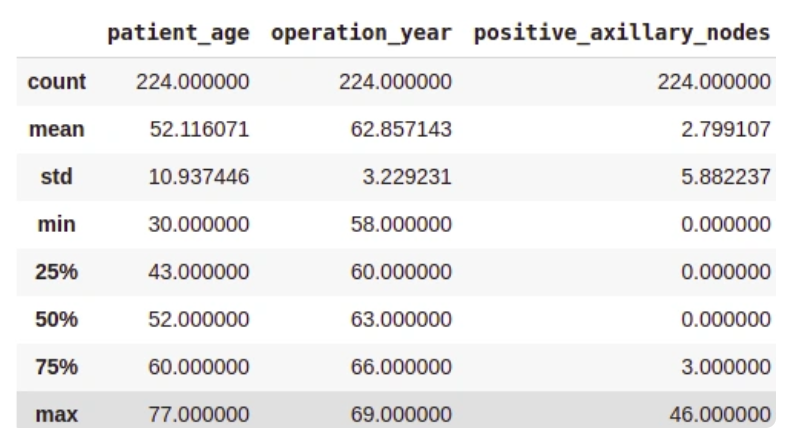 patient_age operation_year positive_axillary_nodes
count 224.000000 224.000000 224.000000
mean 52.116071 62.857143 2.799107
std 10.937446 3.229231 5.882237
min 30.000000 58.000000 0.000000
25% 43.000000 60.000000 0.000000
50% 52.000000 63.000000 0.000000
75% 60.000000 66.000000 3.000000
max 77.000000 69.000000 46.000000